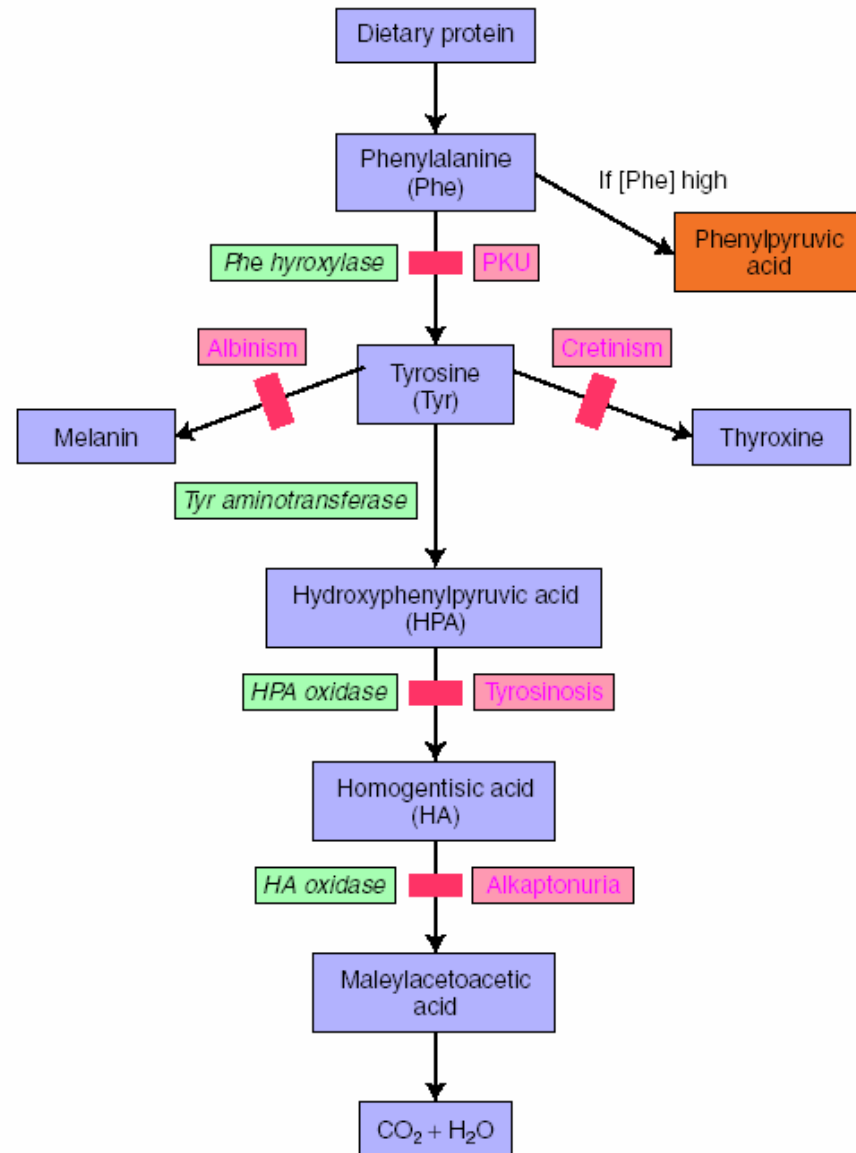 Dietary protein
Phenylalanine
(Phe)
If [Phe] high
Phenylpyruvic
acid
Phe hyroxylase
PKU
Albinism
Cretinism
Tyrosine
(Tyr)
Melanin
Thyroxine
Tyr aminotransferase
Hydroxyphenylpyruvic acid
(HPA)
HPA oxidase
Tyrosinosis
Homogentisic acid
(HA)
HA oxidase
Alkaptonuria
Maleylacetoacetic
acid
CO₂ + H₂O